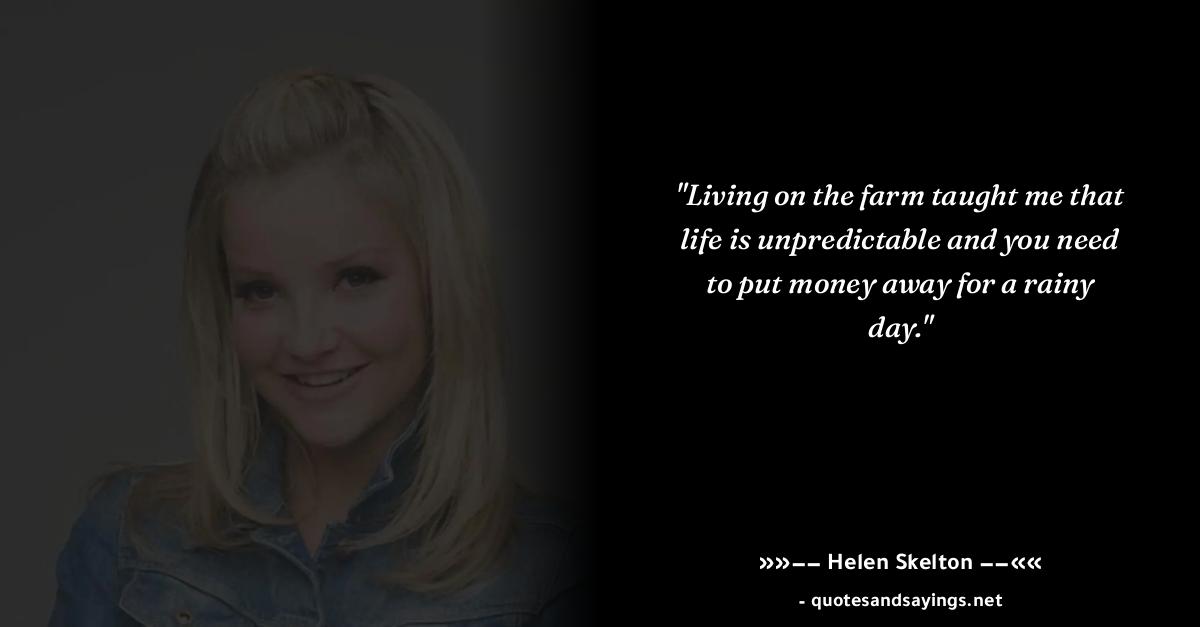 "Living on the farm taught me that
life is unpredictable and you need
to put money away for a rainy
day."
»»–– Helen Skelton ––««
- quotesandsayings.net